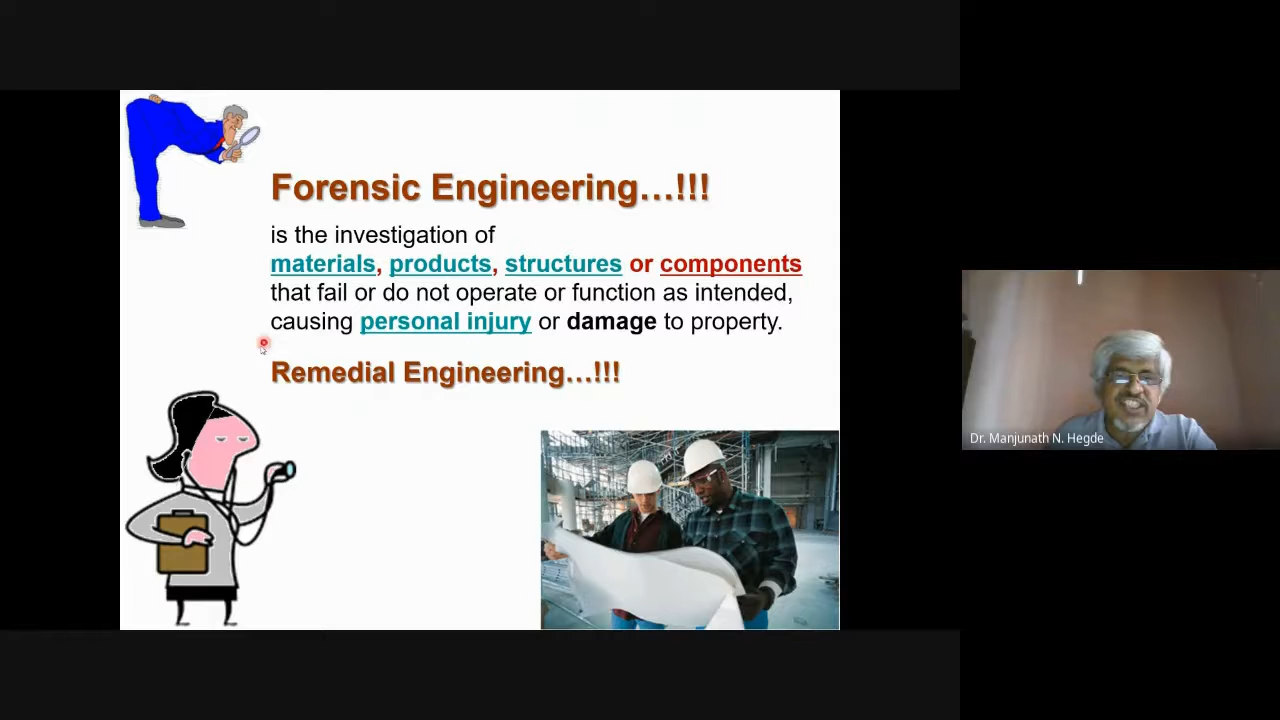 Forensic Engineering…!!!
is the investigation of
materials, products, structures or components
that fail or do not operate or function as intended,
causing personal injury or damage to property.
Remedial Engineering…!!!
Dr. Manjunath N. Hegde